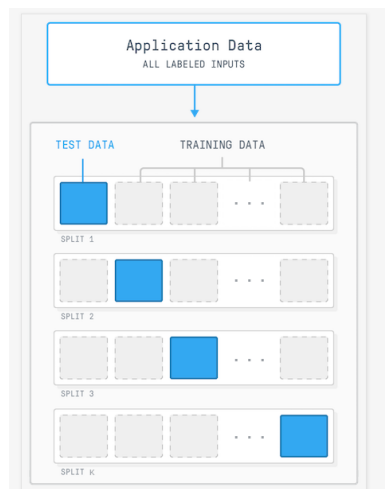 Application Data
ALL LABELED INPUTS
TEST DATA
TRAINING DATA
. . .
SPLIT 1
. . .
SPLIT 2
. . .
SPLIT 3
. . .
SPLIT K